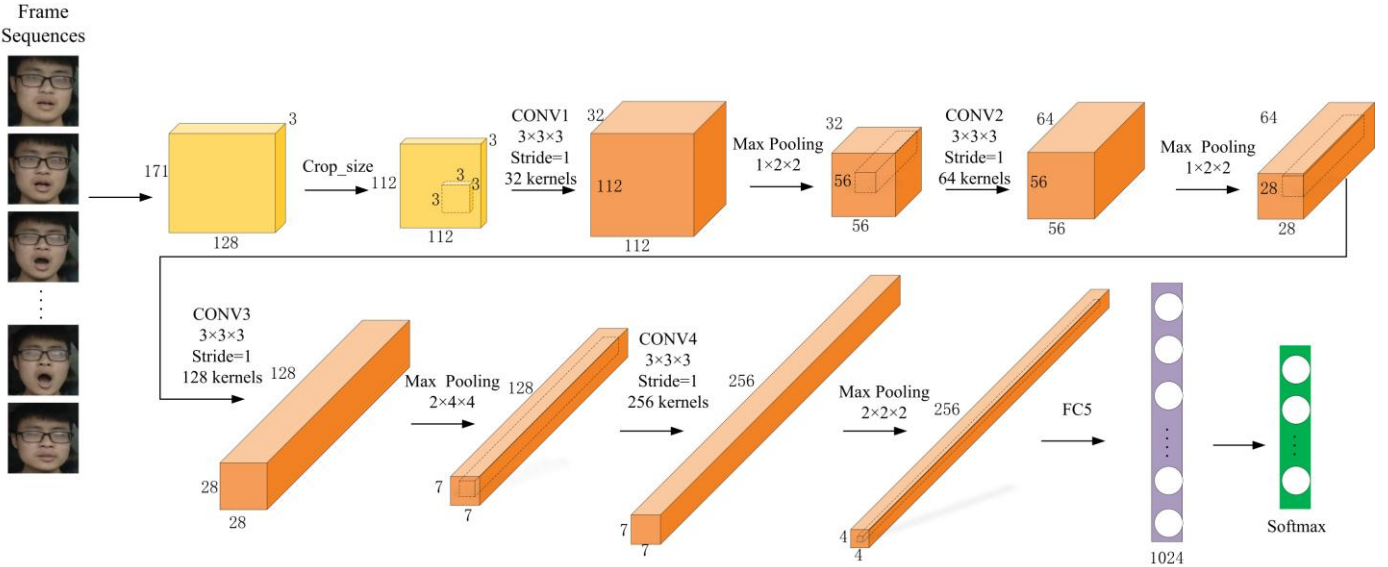 Frame
Sequences
3
171
128
Crop_size
3
112
3
3
3
112
CONV1
3×3×3
Stride=1
32 kernels
32
112
112
Max Pooling
1×2×2
32
56
56
CONV2
3×3×3
Stride=1
64 kernels
64
56
56
Max Pooling
1×2×2
64
28
28
CONV3
3×3×3
Stride=1
128 kernels
128
28
28
Max Pooling
2×4×4
128
7
7
CONV4
3×3×3
Stride=1
256 kernels
256
7
7
Max Pooling
2×2×2
256
4
4
FC5
1024
Softmax